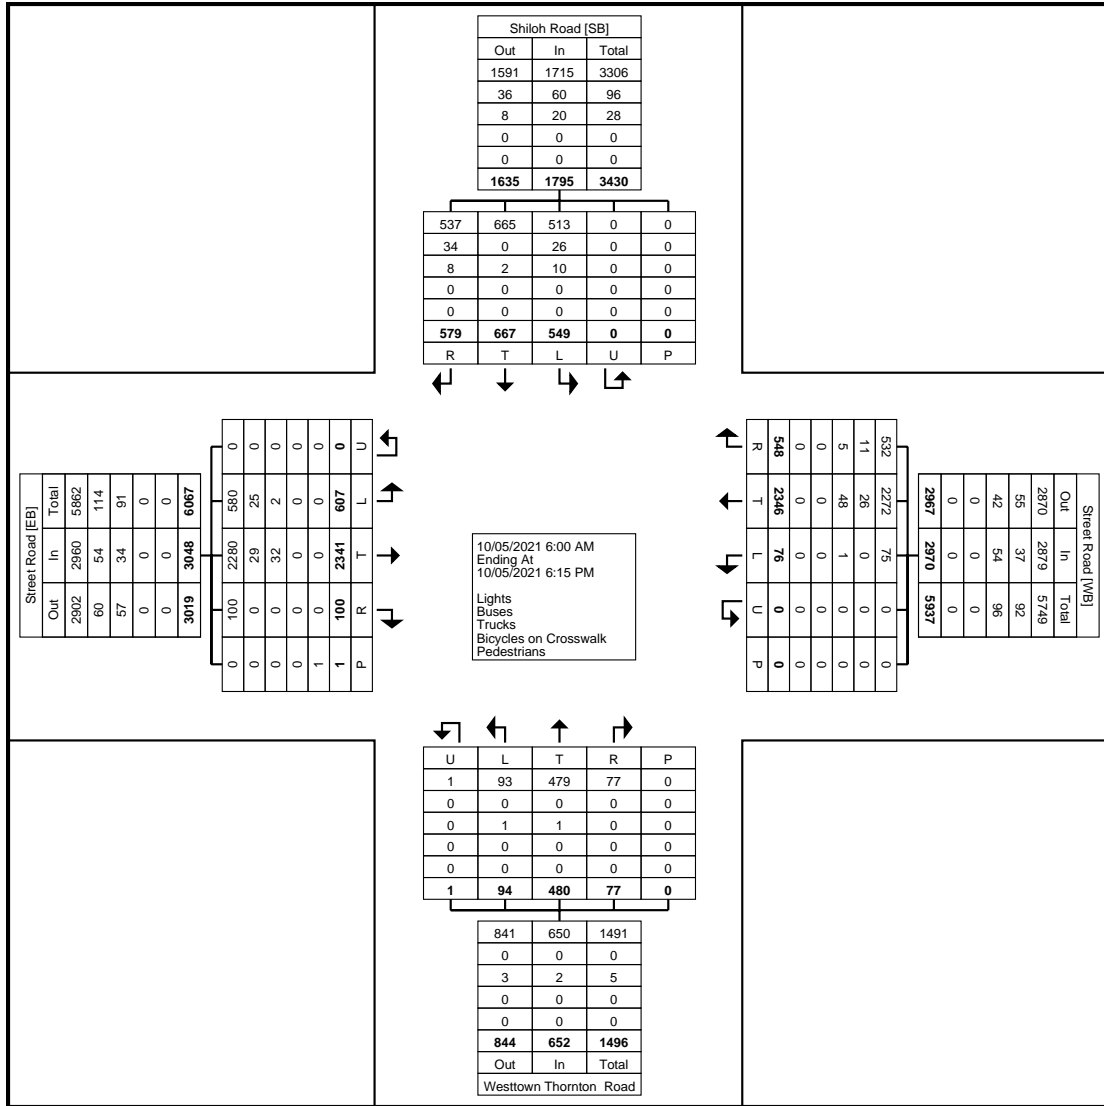 Shiloh Road [SB]
Out In Total
1591 1715 3306
36 60 96
8 20 28
0 0 0
0 0 0
1635 1795 3430
537 665 513 0 0
34 0 26 0 0
8 2 10 0 0
0 0 0 0 0
0 0 0 0 0
579 667 549 0 0
R T L U P
Street Road [EB]
Total In Out
5862 2960 2902
114 54 60
91 34 57
0 0 0
0 0 0
6067 3048 3019
0 580 2280 100 0
0 25 29 0 0
0 2 32 0 0
0 0 0 0 0
0 0 0 0 1
0 607 2341 100 1
U L T R P
10/05/2021 6:00 AM
Ending At
10/05/2021 6:15 PM
Lights
Buses
Trucks
Bicycles on Crosswalk
Pedestrians
Street Road [WB]
Out In Total
2870 2879 5749
55 37 92
42 54 96
0 0 0
0 0 0
2967 2970 5937
532 2272 75 0 0
11 26 0 0 0
5 48 1 0 0
0 0 0 0 0
0 0 0 0 0
548 2346 76 0 0
R T L U P
U L T R P
1 93 479 77 0
0 0 0 0 0
0 1 1 0 0
0 0 0 0 0
0 0 0 0 0
1 94 480 77 0
841 650 1491
0 0 0
3 2 5
0 0 0
0 0 0
844 652 1496
Out In Total
Westtown Thornton Road